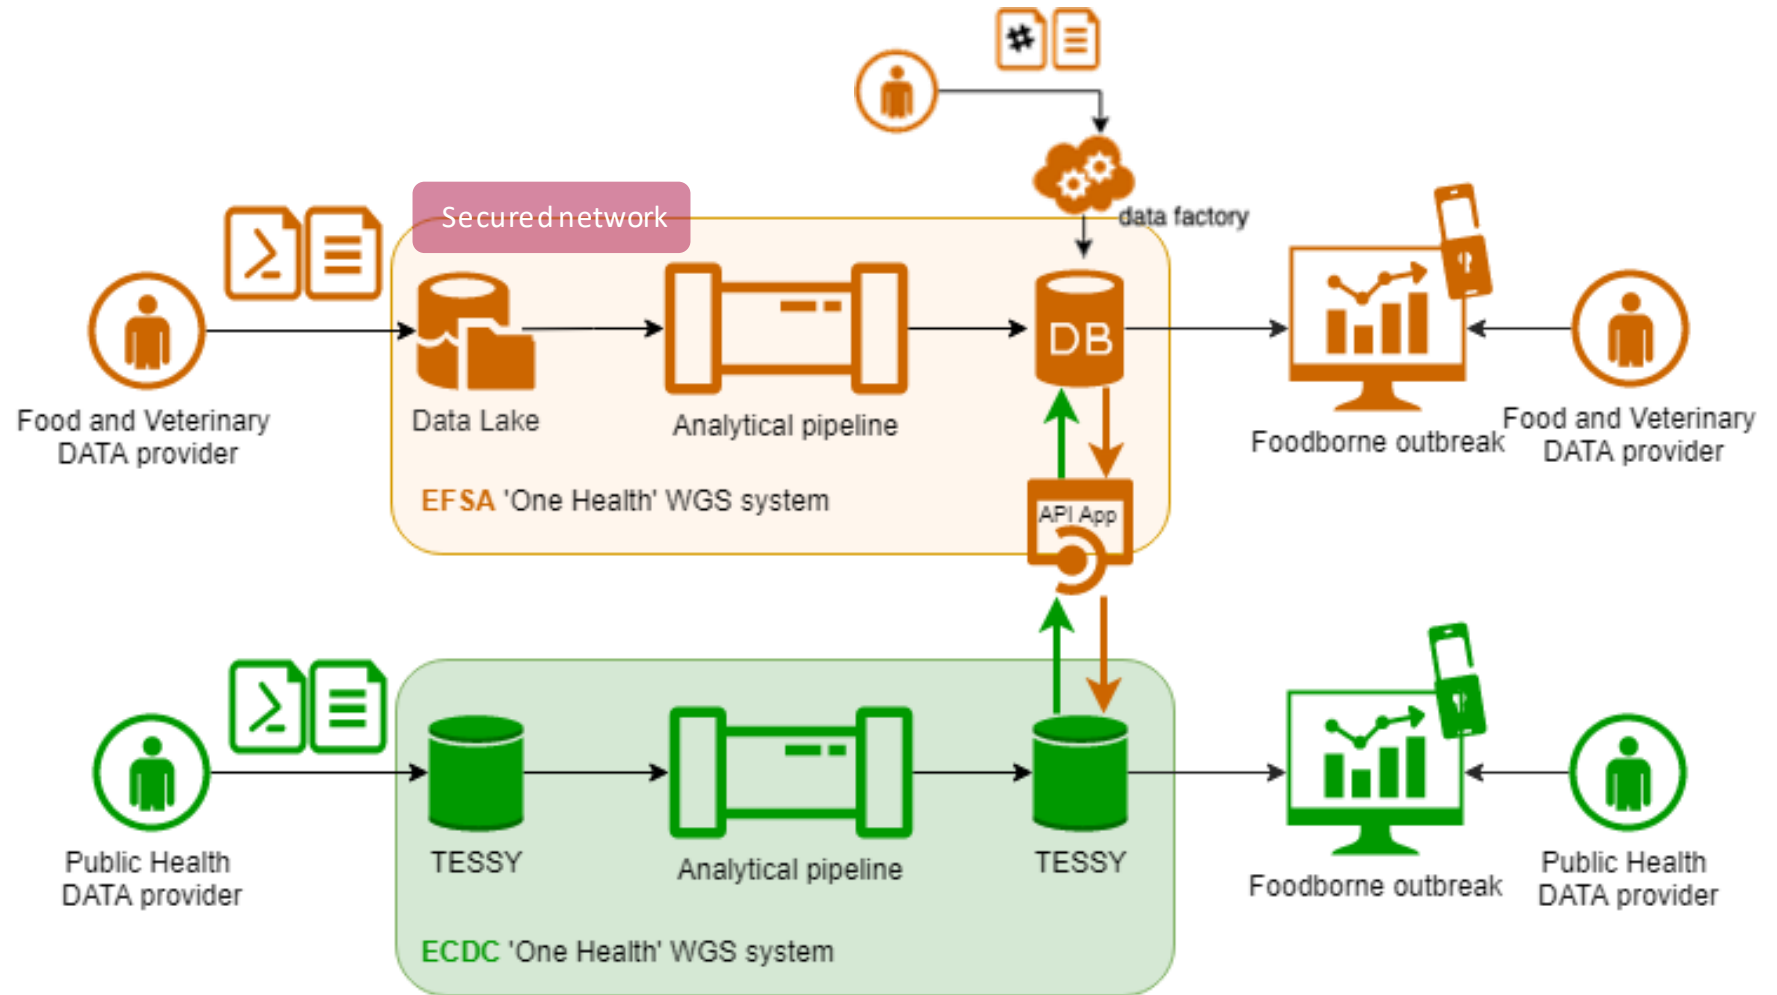 #
data factory
Secured network
DB
Food and Veterinary
DATA provider
Data Lake
Analytical pipeline
Foodborne outbreak
Food and Veterinary
DATA provider
EFSA 'One Health' WGS system
API App
Public Health
DATA provider
TESSY
Analytical pipeline
TESSY
Foodborne outbreak
Public Health
DATA provider
ECDC 'One Health' WGS system